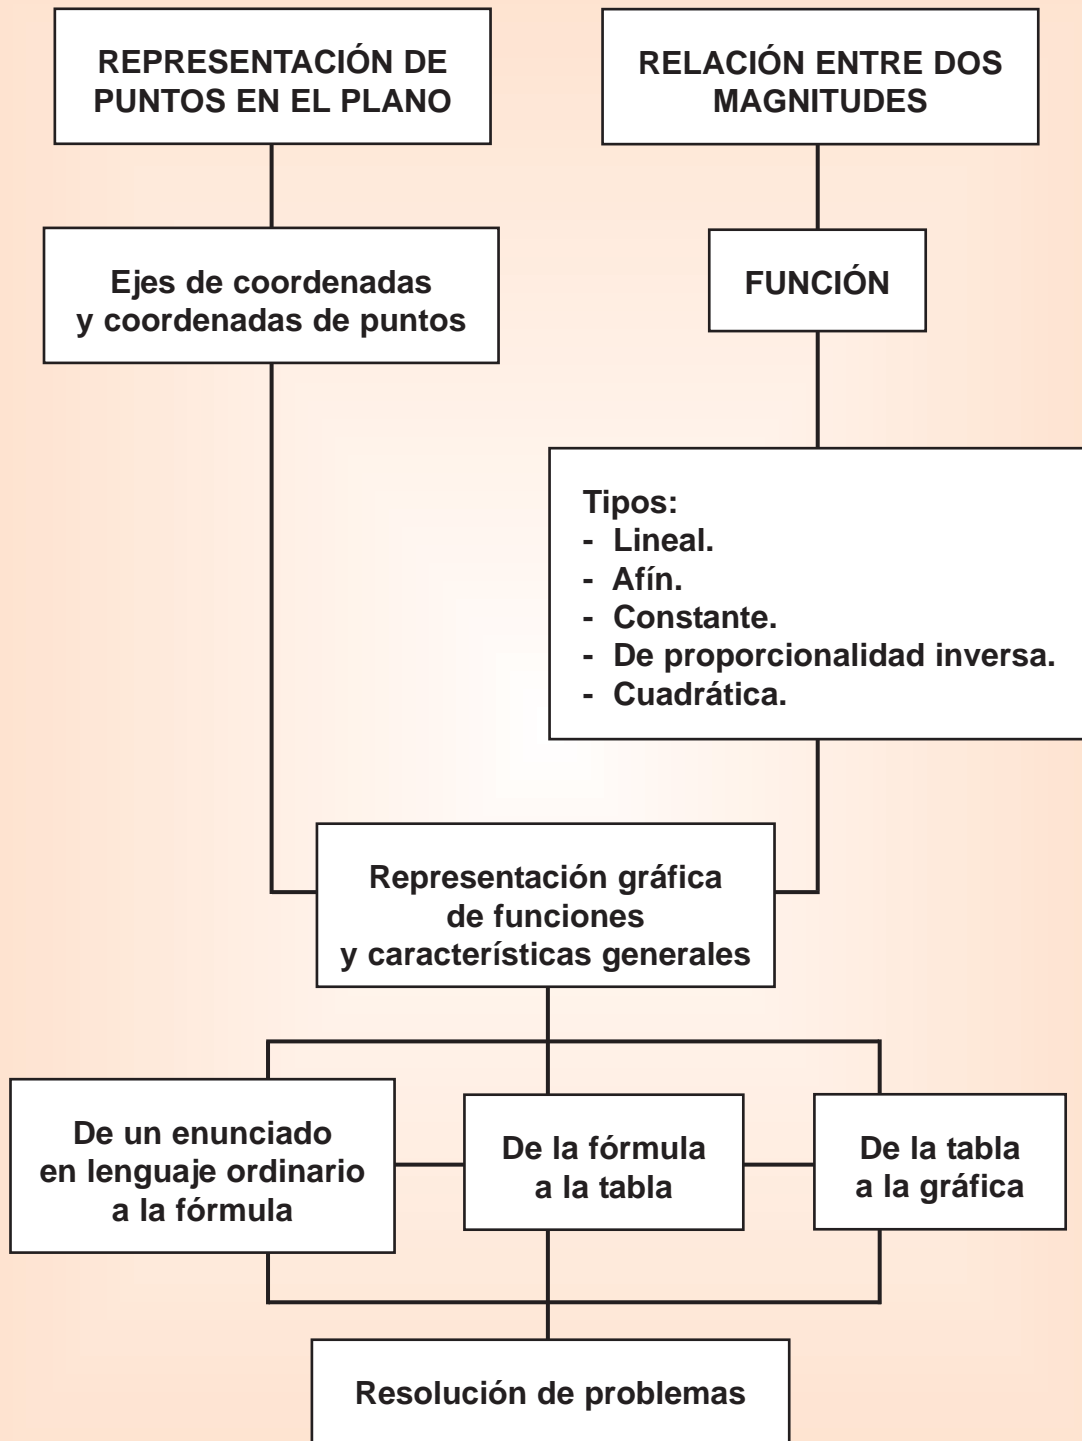 REPRESENTACIÓN DE
PUNTOS EN EL PLANO
RELACIÓN ENTRE DOS
MAGNITUDES
Ejes de coordenadas
y coordenadas de puntos
FUNCIÓN
Tipos:
- Lineal.
- Afín.
- Constante.
- De proporcionalidad inversa.
- Cuadrática.
Representación gráfica
de funciones
y característísticas generales
De un enunciado
en lenguaje ordinario
a la fórmula
De la fórmula
a la tabla
De la tabla
a la gráfica
Resolución de problemas